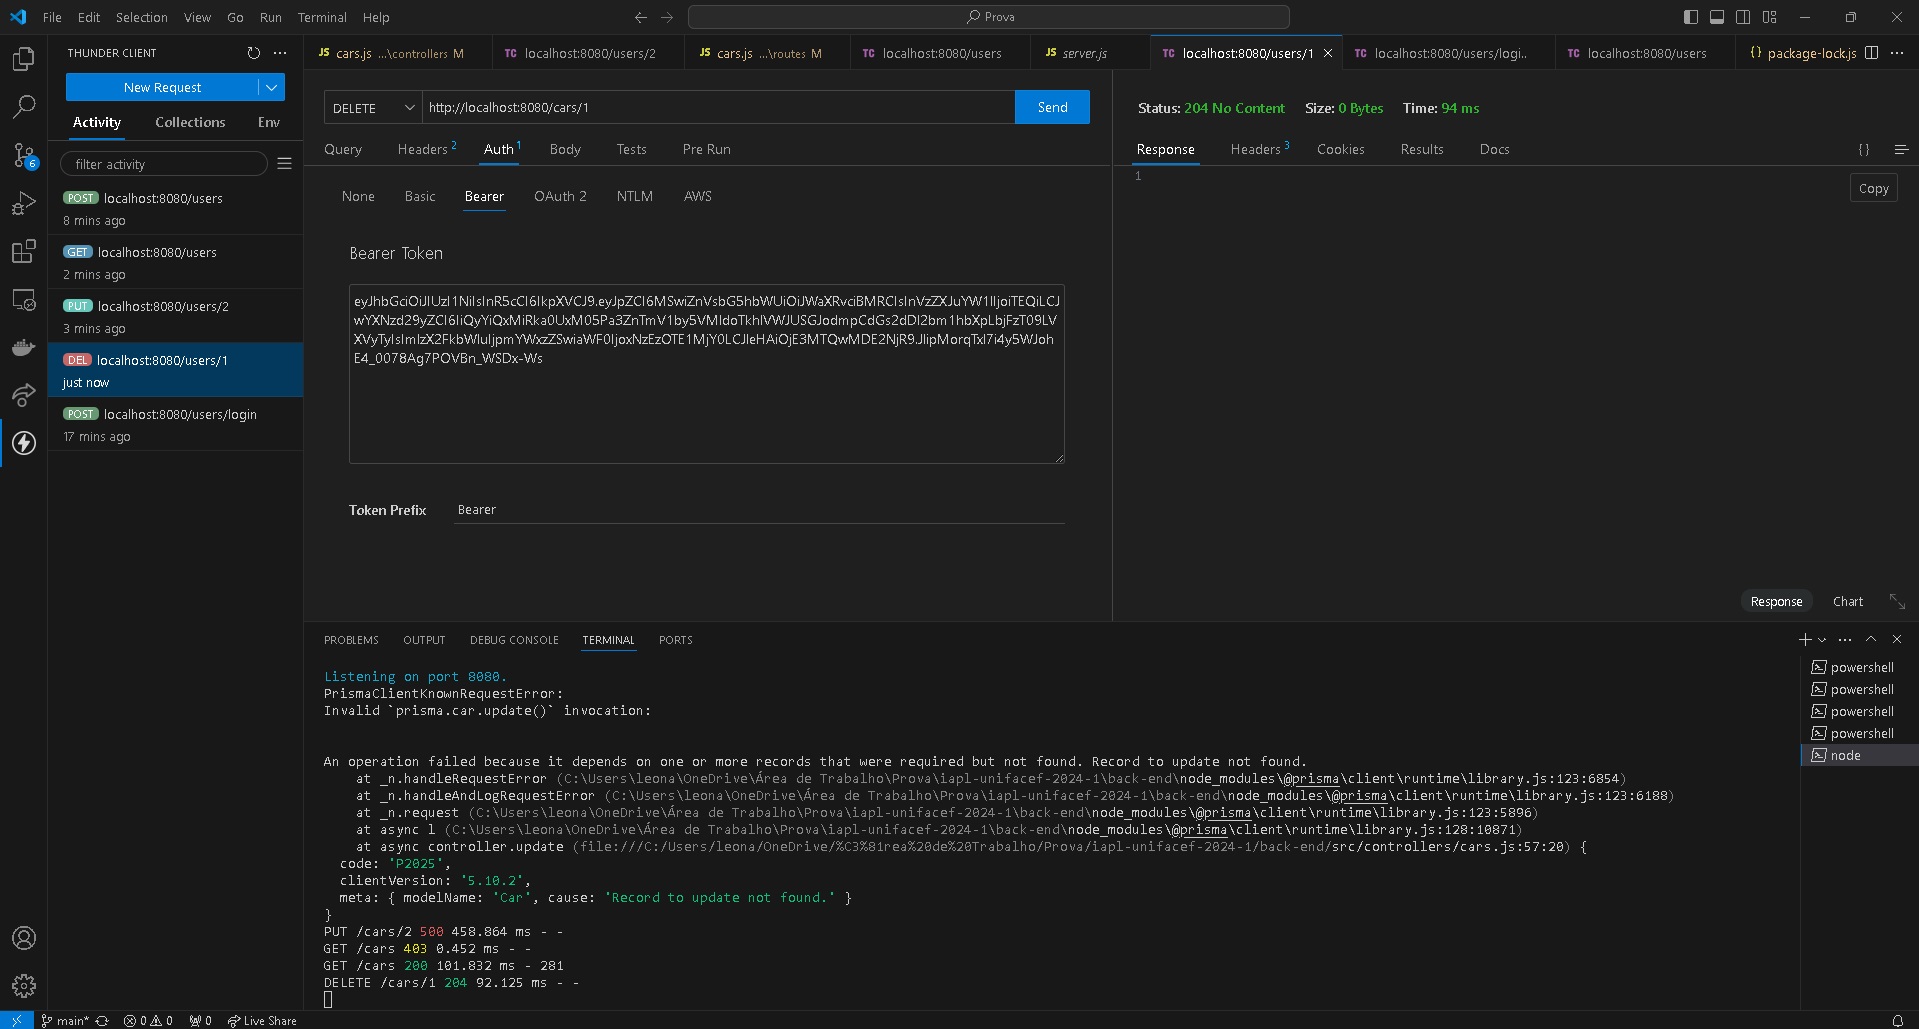 File Edit Selection View Go Run Terminal Help
Prova
THUNDER CLIENT
New Request
Activity Collections Env
filter activity
POST localhost:8080/users
8 mins ago
GET localhost:8080/users
2 mins ago
PUT localhost:8080/users/2
3 mins ago
DEL localhost:8080/users/1
just now
POST localhost:8080/users/login
17 mins ago
6
JS cars.js ...\controllers M
TC localhost:8080/users/2
JS cars.js ...\routes M
TC localhost:8080/users
JS server.js
TC localhost:8080/users/1
TC localhost:8080/users/logi...
TC localhost:8080/users
{} package-lock.js
DELETE http://localhost:8080/cars/1 Send
Query Headers 2 Auth 1 Body Tests Pre Run
None Basic Bearer OAuth 2 NTLM AWS
Bearer Token
Token Prefix Bearer
Status: 204 No Content Size: 0 Bytes Time: 94 ms
Response Headers 3 Cookies Results Docs {}
1
Copy
Response Chart
PROBLEMS OUTPUT DEBUG CONSOLE TERMINAL PORTS
Listening on port 8080.
PrismaClientKnownRequestError:
Invalid `prisma.car.update()` invocation:
An operation failed because it depends on one or more records that were required but not found. Record to update not found.
at _n.handleRequestError (C:\Users\leona\OneDrive\Área de Trabalho\Prova\iapl-unifacef-2024-1\back-end\node_modules\@prisma\client\runtime\library.js:123:6854)
at _n.handleAndLogRequestError (C:\Users\leona\OneDrive\Área de Trabalho\Prova\iapl-unifacef-2024-1\back-end\node_modules\@prisma\client\runtime\library.js:123:6188)
at _n.request (C:\Users\leona\OneDrive\Área de Trabalho\Prova\iapl-unifacef-2024-1\back-end\node_modules\@prisma\client\runtime\library.js:123:5896)
at async l (C:\Users\leona\OneDrive\Área de Trabalho\Prova\iapl-unifacef-2024-1\back-end\node_modules\@prisma\client\runtime\library.js:128:10871)
at async controller.update (file:///C:/Users/leona/OneDrive/%C3%81rea%20de%20Trabalho/Prova/iapl-unifacef-2024-1/back-end/src/controllers/cars.js:57:20) {
code: 'P2025',
clientVersion: '5.10.2',
meta: { modelName: 'Car', cause: 'Record to update not found.' }
}
PUT /cars/2 500 458.864 ms - -
GET /cars 403 0.452 ms - -
GET /cars 200 101.832 ms - 281
DELETE /cars/1 204 92.125 ms - -
powershell
powershell
powershell
powershell
node
main* 0 0 0 Live Share